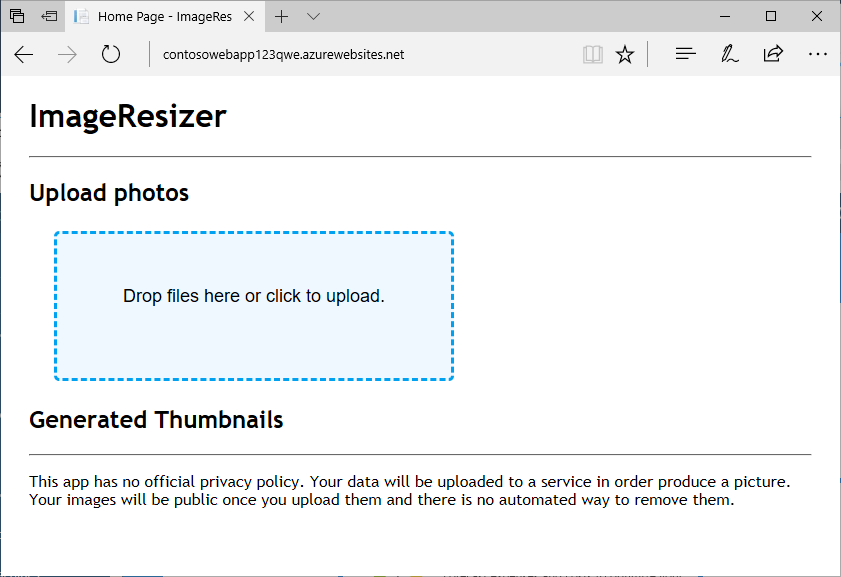 Home Page - ImageRes
contosowebapp123qwe.azurewebsites.net
ImageResizer
Upload photos
Drop files here or click to upload.
Generated Thumbnails
This app has no official privacy policy. Your data will be uploaded to a service in order produce a picture.
Your images will be public once you upload them and there is no automated way to remove them.